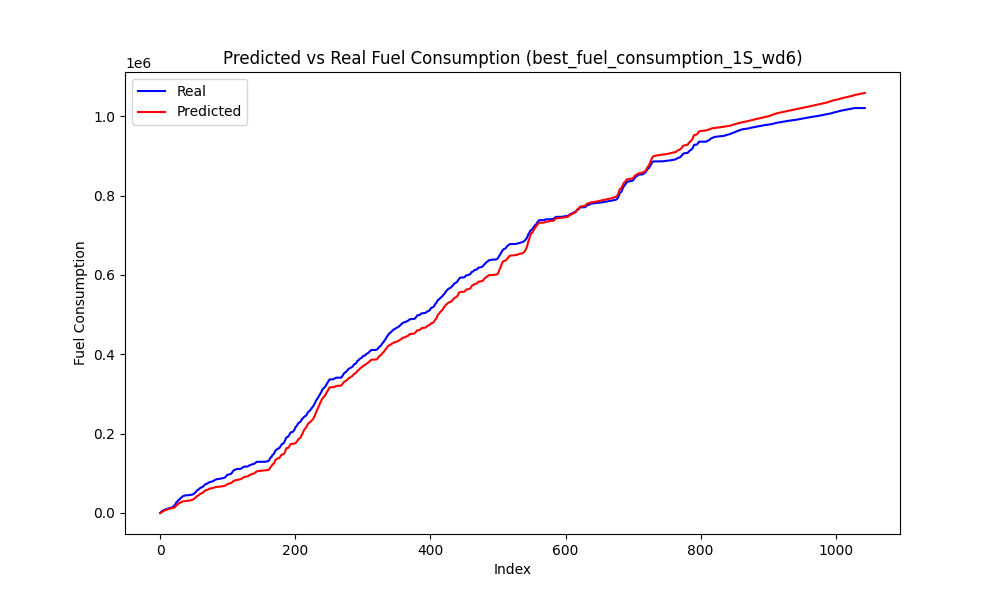 Predicted vs Real Fuel Consumption (best_fuel_consumption_1S_wd6)
1e6
Real
Predicted
1.0
0.8
0.6
0.4
0.2
0.0
Fuel Consumption
0 200 400 600 800 1000
Index